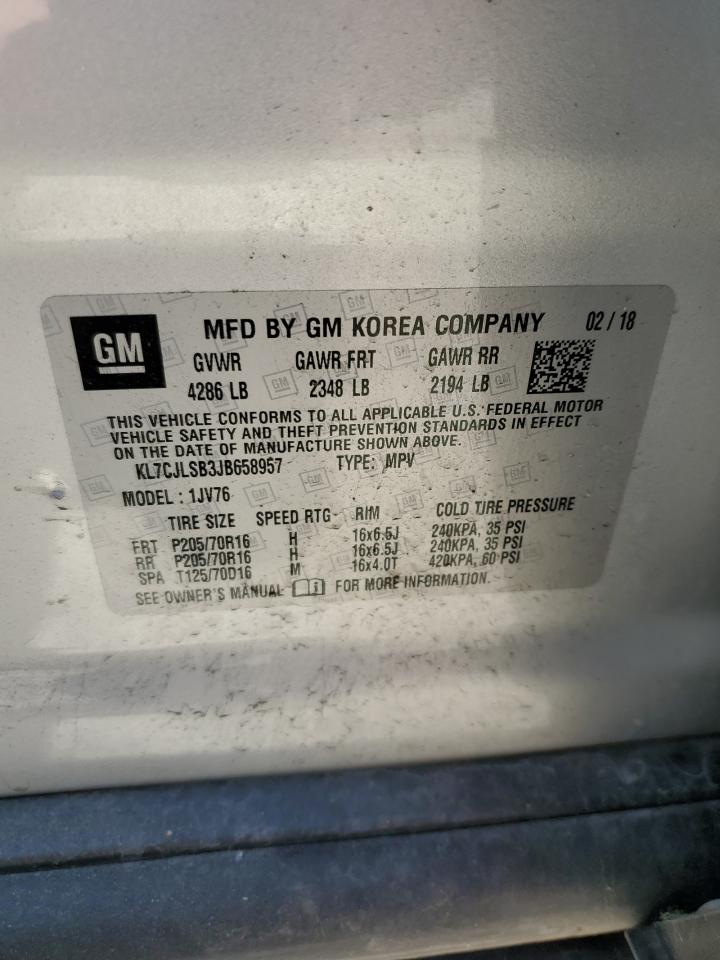 GM MFD BY GM KOREA COMPANY 02 / 18
GVWR GAWR FRT GAWR RR
4286 LB 2348 LB 2194 LB
THIS VEHICLE CONFORMS TO ALL APPLICABLE U.S. FEDERAL MOTOR
VEHICLE SAFETY AND THEFT PREVENTION STANDARDS IN EFFECT
ON THE DATE OF MANUFACTURE SHOWN ABOVE.
KL7CJLSB3JB658957 TYPE: MPV
MODEL : 1JV76
TIRE SIZE SPEED RTG RIM COLD TIRE PRESSURE
FRT P205/70R16 H 16x6.5J 240KPA, 35 PSI
RR P205/70R16 H 16x6.5J 240KPA, 35 PSI
SPA T125/70D16 M 16x4.0T 420KPA, 60 PSI
SEE OWNER'S MANUAL FOR MORE INFORMATION.